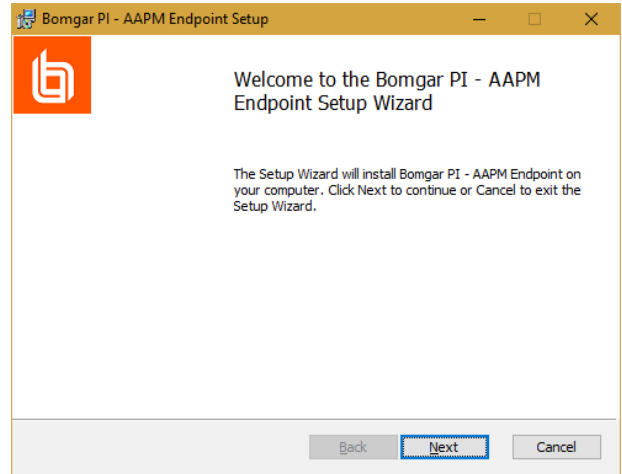 Bomgar PI - AAPM Endpoint Setup
Welcome to the Bomgar PI - AAPM
Endpoint Setup Wizard
The Setup Wizard will install Bomgar PI - AAPM Endpoint on
your computer. Click Next to continue or Cancel to exit the
Setup Wizard.
Back Next Cancel